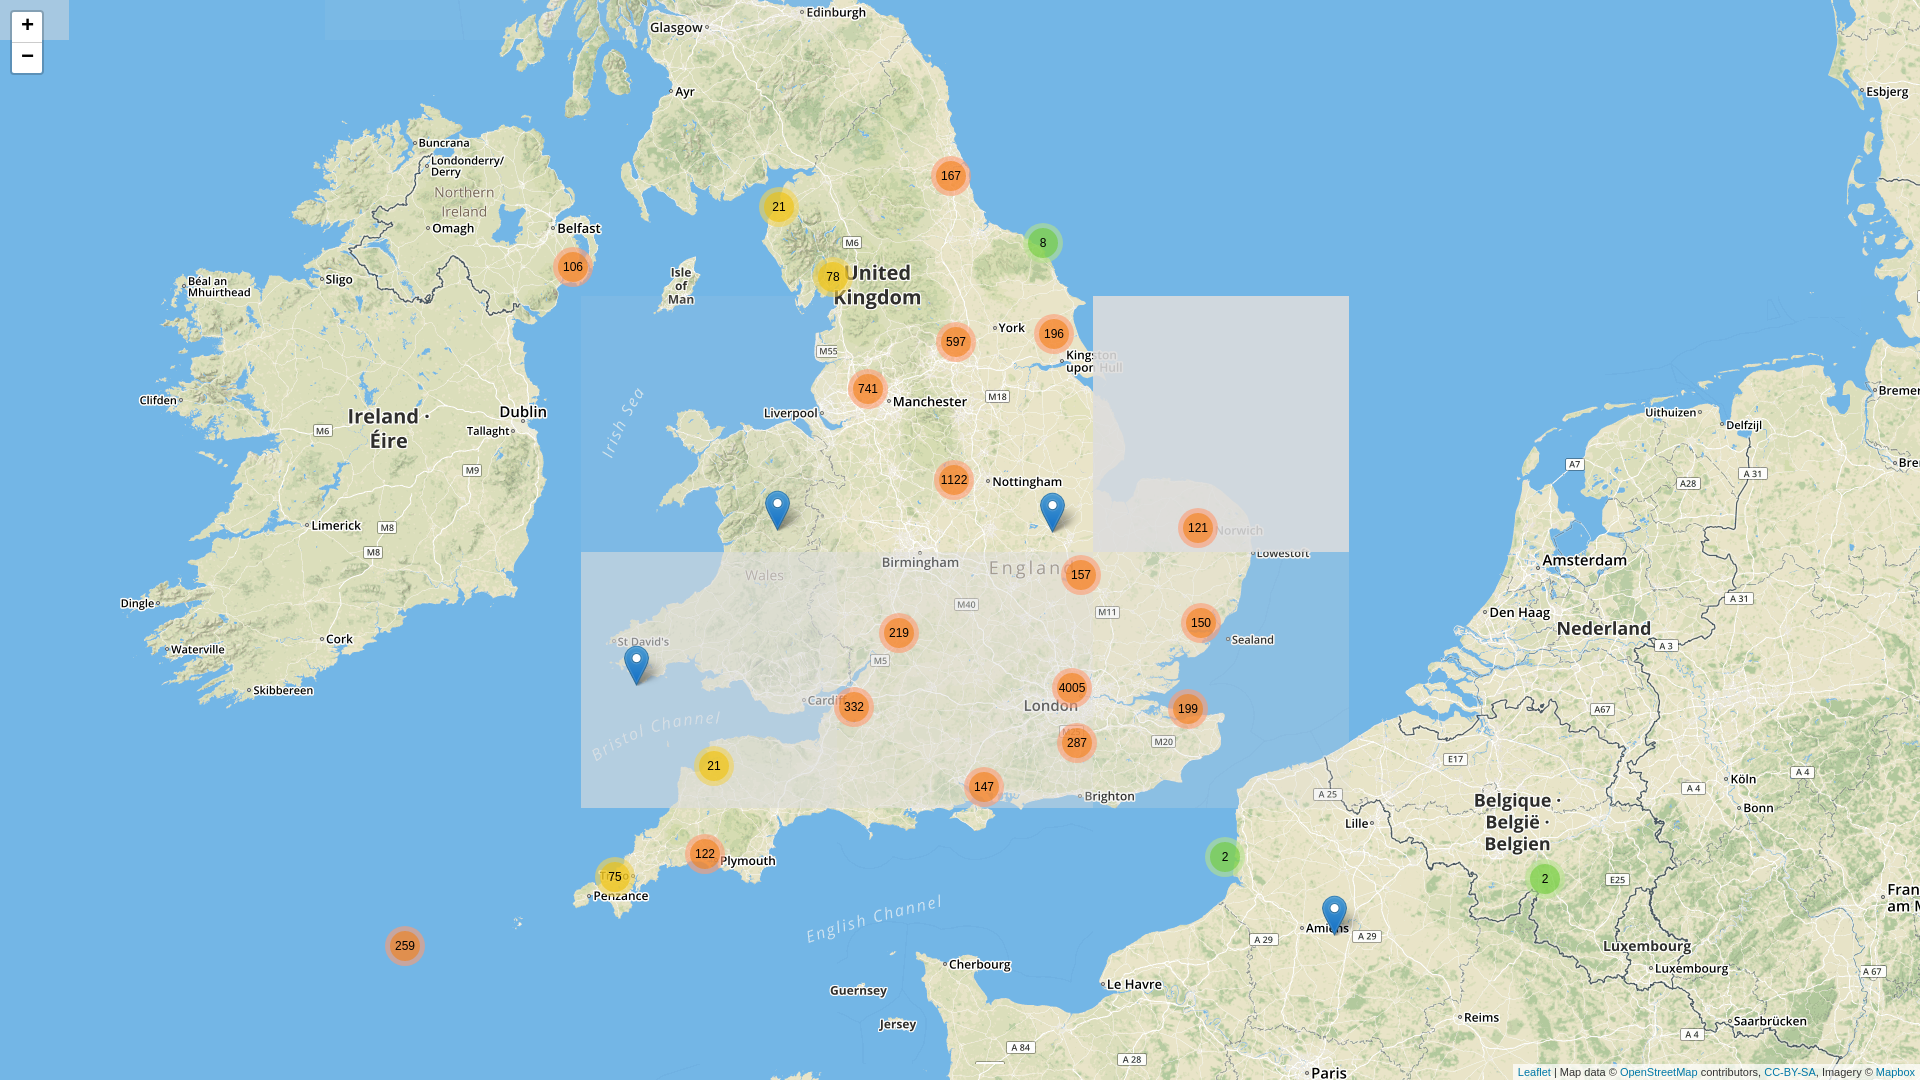 +
−
Edinburgh
Glasgow
Ayr
Esbjerg
Buncrana
Londonderry/
Derry
167
Northern
Ireland
21
Omagh
Belfast
M6
8
106
Isle
of
Man
78
United
Kingdom
Sligo
Béal an
Mhuirthead
York
196
597
M55
Kingston
upon Hull
741
Manchester
M18
Clifden
Ireland ·
Éire
Dublin
Liverpool
Irish Sea
M6
Tallaght
M9
Uithuizen
Delfzijl
Bremer
A7
A 31
A28
Bre
1122
Nottingham
Limerick
M8
M8
121
Norwich
Lowestoft
Birmingham
England
Wales
157
Amsterdam
Dingle
M40
M11
Den Haag
A 31
Nederland
150
219
Cork
St David's
Sealand
Waterville
M5
A 3
Skibbereen
4005
Cardiff
332
London
199
A67
Bristol Channel
287
M20
21
E17
147
Brighton
A 25
A 4
Köln
A 4
Bonn
Belgique ·
België ·
Belgien
Lille
122
Plymouth
2
75
2
E25
Penzance
Fran
am M
English Channel
Amiens
A 29
A 29
259
Luxembourg
Luxembourg
A 67
Cherbourg
Le Havre
Guernsey
Jersey
Reims
Saarbrücken
A 4
A 84
A 28
Paris
Leaflet | Map data © OpenStreetMap contributors, CC-BY-SA, Imagery © Mapbox